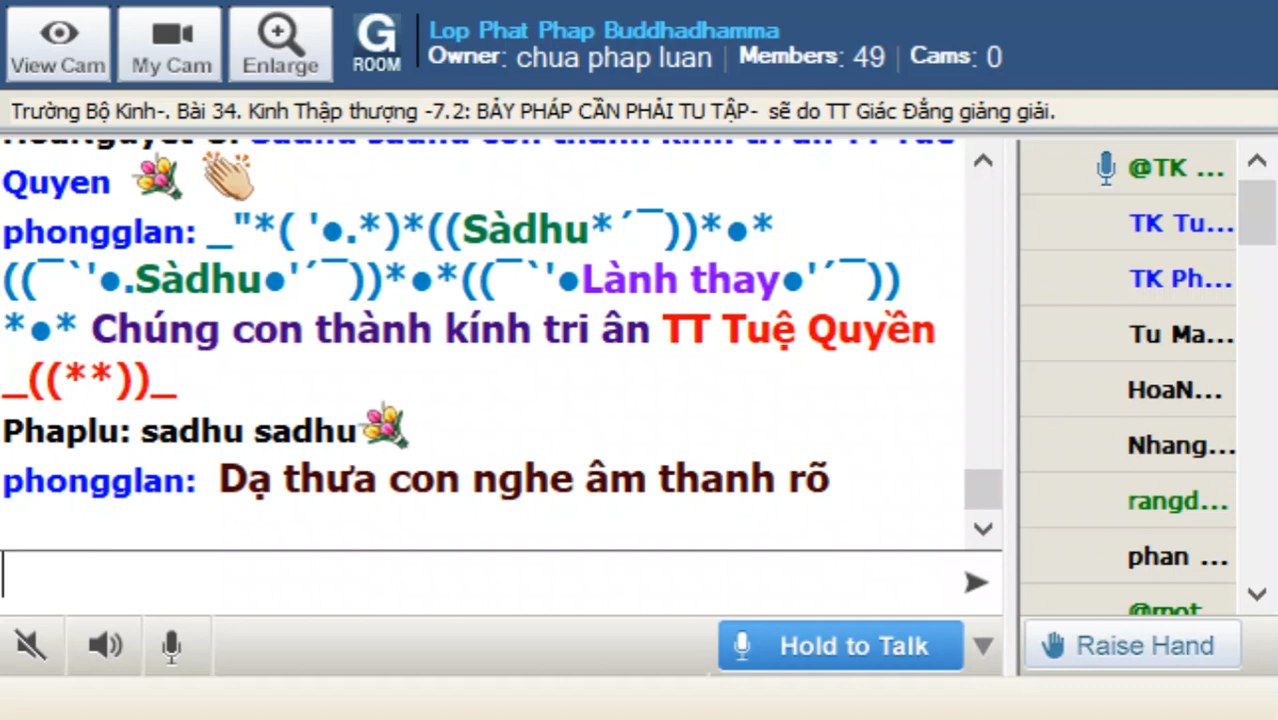 View Cam
My Cam
Enlarge
G
ROOM
Lop Phat Phap Buddhadhamma
Owner: chua phap luan | Members: 49 | Cams: 0
Trường Bộ Kinh-. Bài 34. Kinh Thập thượng -7.2: BẢY PHÁP CẦN PHẢI TU TẬP- sẽ do TT Giác Đẳng giảng giải.
Quyen
phongglan: _"*( '●.*)*((Sàdhu*´¯))*●*
((¯`'●.Sàdhu●'´¯))*●*((¯`'●Lành thay●'´¯))
*●* Chúng con thành kính tri ân TT Tuệ Quyền
_((**))_
Phaplu: sadhu sadhu
phongglan: Dạ thưa con nghe âm thanh rõ
@TK ...
TK Tu...
TK Ph...
Tu Ma...
HoaN...
Nhang...
rangd...
phan ...
@mot
Hold to Talk
Raise Hand